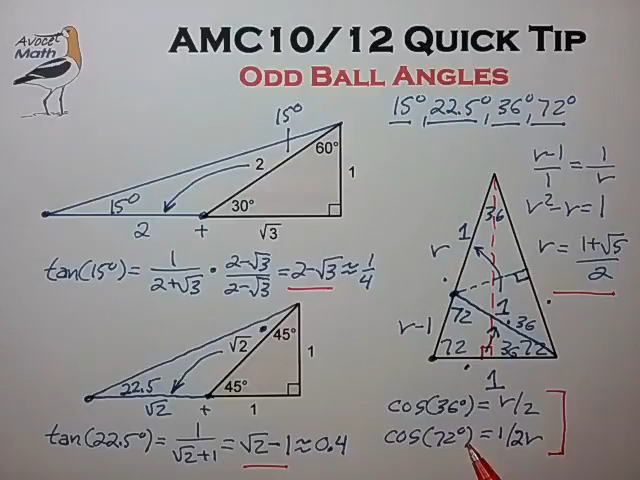 Avocet
Math
AMC10/12 QUICK TIP
ODD BALL ANGLES
15°, 22.5°, 36°, 72°
15°
60°
2
1
15°
30°
2 + √3
tan(15°) = 1/(2+√3) · (2-√3)/(2-√3) = 2-√3 ≈ 1/4
45°
√2
1
22.5
45°
√2 + 1
tan(22.5°) = 1/(√2+1) = √2-1 ≈ 0.4
(r-1)/1 = 1/r
r²-r=1
r = (1+√5)/2
36
1
r
1
72
36
r-1
72
36
72
1
cos(36°) = r/2
cos(72°) = 1/2r